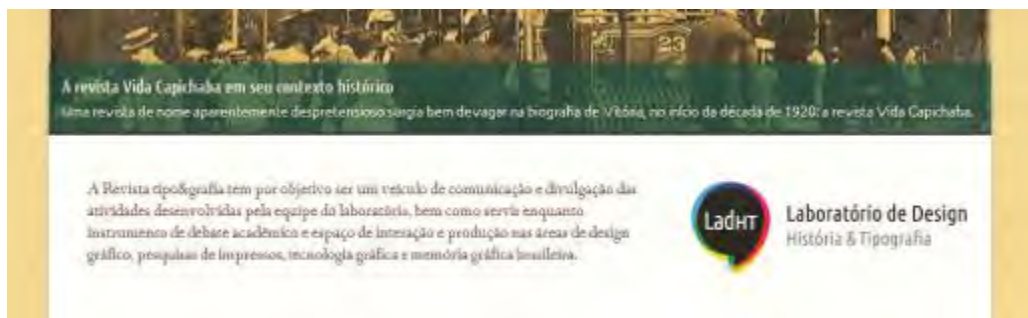 23
A revista Vida Capichaba em seu contexto histórico
Uma revista de nome aparentemente despretensioso surgia bem devagar na biografia de Vitória, no início da década de 1920: a revista Vida Capichaba.
A Revista tipo&grafia tem por objetivo ser um veículo de comunicação e divulgação das
atividades desenvolvidas pela equipe do laboratório, bem como servir enquanto
instrumento de debate acadêmico e espaço de interação e produção nas áreas de design
gráfico, pesquisas de impressos, tecnologia gráfica e memória gráfica brasileira.
LadHT
Laboratório de Design
História & Tipografia